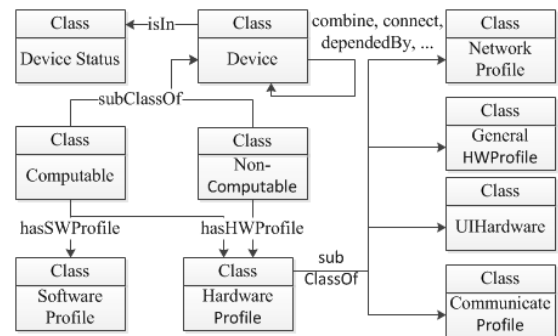 Class
Device Status
isIn
Class
Device
combine, connect,
dependedBy, ...
Class
Network
Profile
subClassOf
Class
Computable
Class
Non-
Computable
Class
General
HWProfile
Class
UIHardware
hasSWProfile
hasHWProfile
Class
Software
Profile
Class
Hardware
Profile
sub
ClassOf
Class
Communicate
Profile